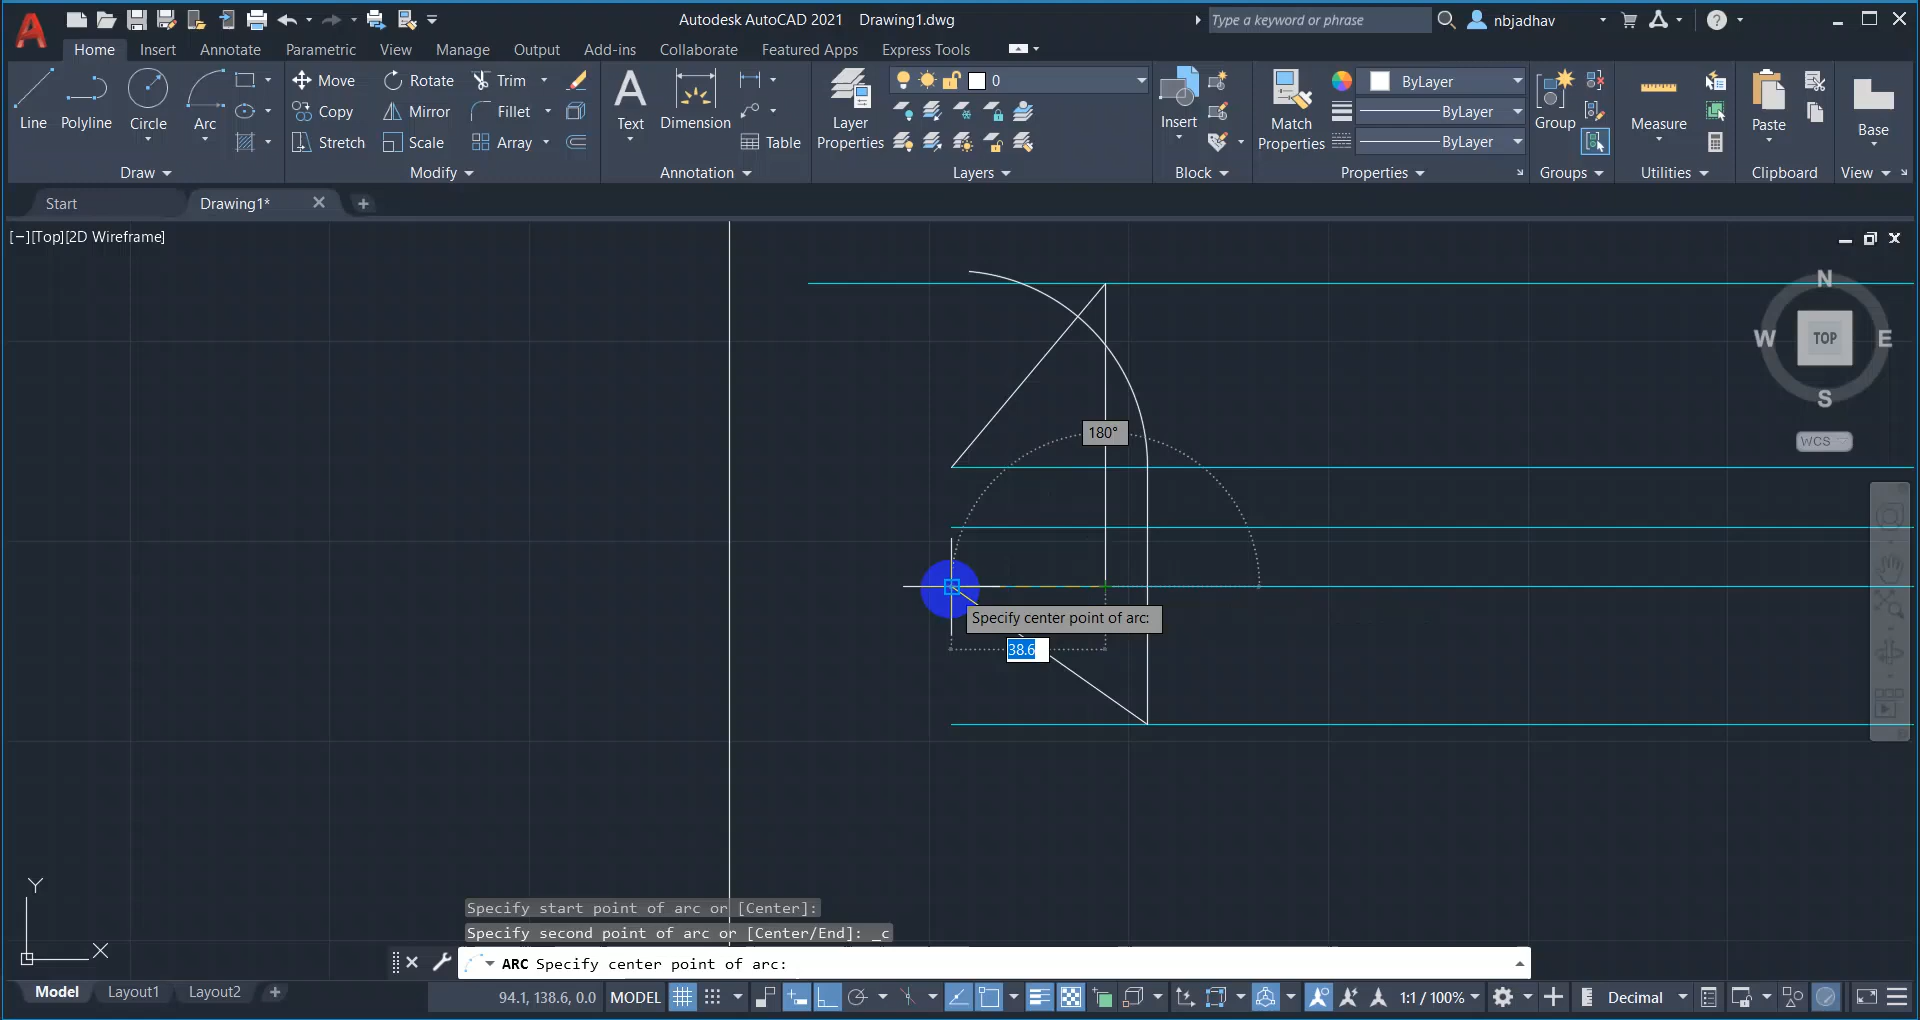 Autodesk AutoCAD 2021 Drawing1.dwg
Type a keyword or phrase
nbjadhav
Home Insert Annotate Parametric View Manage Output Add-ins Collaborate Featured Apps Express Tools
Line Polyline Circle Arc
Move Rotate Trim
Copy Mirror Fillet
Stretch Scale Array
Text Dimension Table
Layer Properties
0
Insert
Match Properties
ByLayer
ByLayer
ByLayer
Group
Measure
Paste
Base
Draw Modify Annotation Layers Block Properties Groups Utilities Clipboard View
Start Drawing1*
[−][Top][2D Wireframe]
N
W TOP E
S
WCS
180°
Specify center point of arc:
38.6
Y
X
Specify start point of arc or [Center]:
Specify second point of arc or [Center/End]: _c
ARC Specify center point of arc:
Model Layout1 Layout2
94.1, 138.6, 0.0 MODEL 1:1 / 100% Decimal